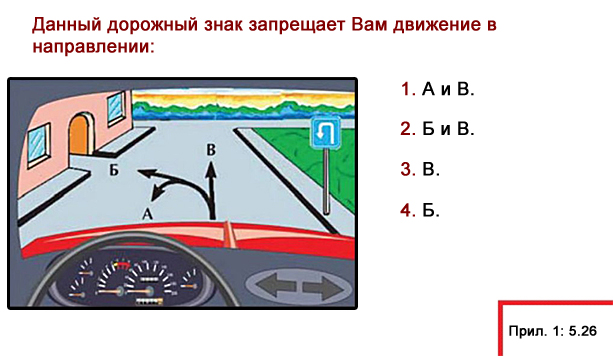 Данный дорожный знак запрещает Вам движение в
направлении:
1. А и В.
2. Б и В.
3. В.
4. Б.
В
Б
А
Прил. 1: 5.26